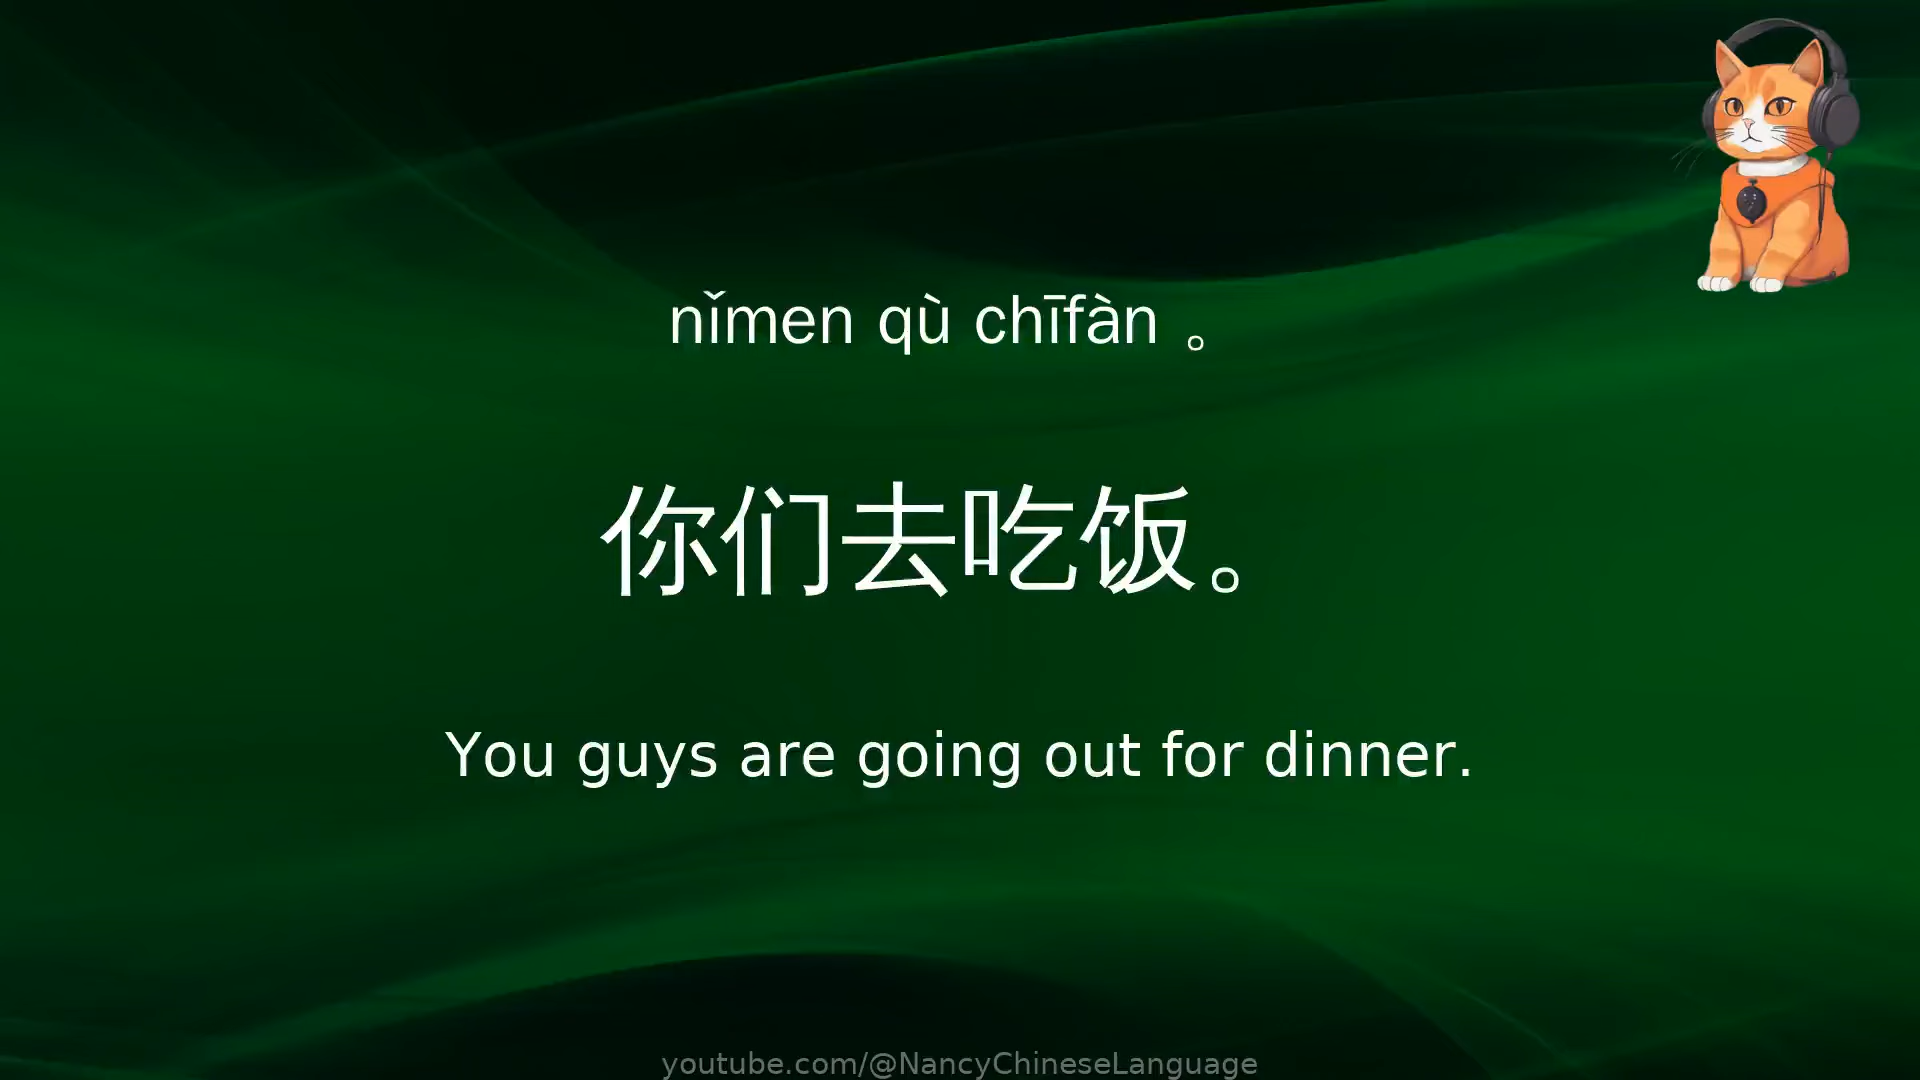 nǐmen qù chīfàn 。
你们去吃饭。
You guys are going out for dinner.
youtube.com/@NancyChineseLanguage